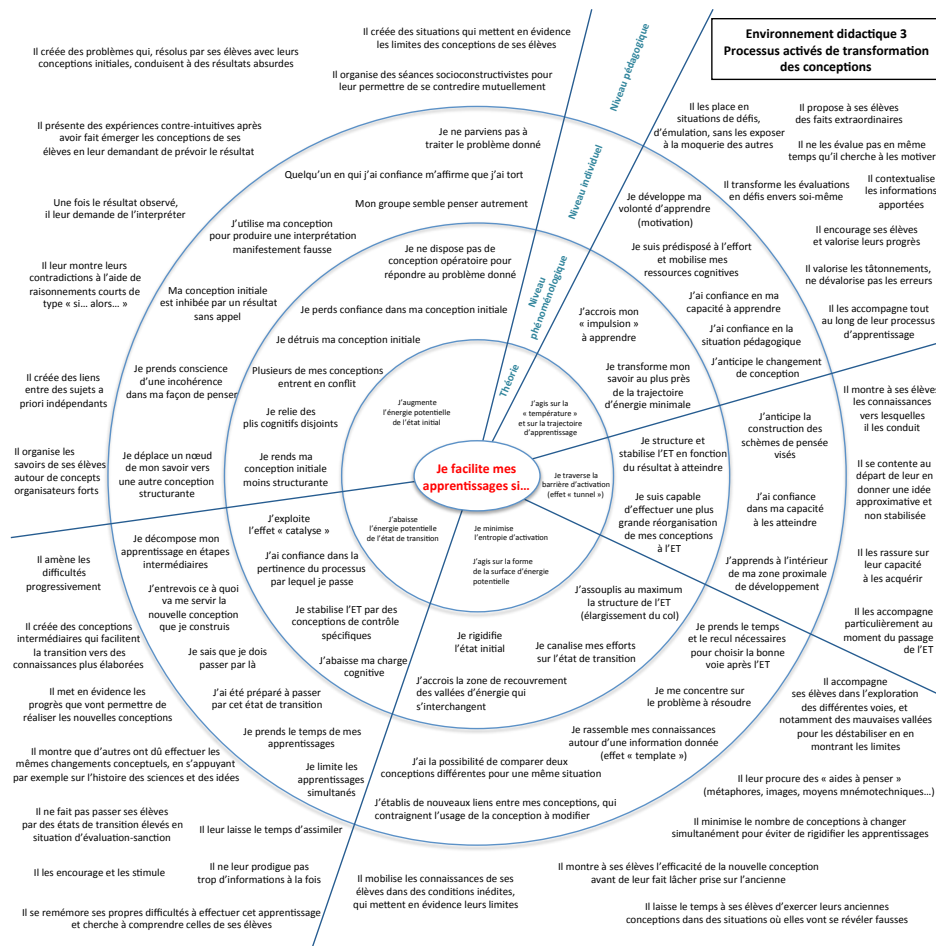 Environnement didactique 3
Processus activés de transformation
des conceptions
Niveau pédagogique
Niveau individuel
Niveau
phénoménologique
Théorie
Je facilite mes
apprentissages si…
Il créée des problèmes qui, résolus par ses élèves avec leurs
conceptions initiales, conduisent à des résultats absurdes
Il créée des situations qui mettent en évidence
les limites des conceptions de ses élèves
Il organise des séances socioconstructivistes pour
leur permettre de se contredire mutuellement
Il présente des expériences contre-intuitives après
avoir fait émerger les conceptions de ses
élèves en leur demandant de prévoir le résultat
Une fois le résultat observé,
il leur demande de l'interpréter
Il leur montre leurs
contradictions à l'aide de
raisonnements courts de
type « si… alors… »
Il créée des liens
entre des sujets a
priori indépendants
Il organise les
savoirs de ses élèves
autour de concepts
organisateurs forts
Je ne parviens pas à
traiter le problème donné
Quelqu'un en qui j'ai confiance m'affirme que j'ai tort
Mon groupe semble penser autrement
J'utilise ma conception
pour produire une interprétation
manifestement fausse
Ma conception initiale
est inhibée par un résultat
sans appel
Je prends conscience
d'une incohérence
dans ma façon de penser
Je déplace un nœud
de mon savoir vers
une autre conception
structurante
Je ne dispose pas de
conception opératoire pour
répondre au problème donné
Je perds confiance dans ma conception initiale
Je détruis ma conception initiale
Plusieurs de mes conceptions
entrent en conflit
Je relie des
plis cognitifs disjoints
Je rends ma
conception initiale
moins structurante
J'augmente
l'énergie potentielle
de l'état initial
Il les place en
situations de défis,
d'émulation, sans les exposer
à la moquerie des autres
Il propose à ses élèves
des faits extraordinaires
Il ne les évalue pas en même
temps qu'il cherche à les motiver
Il transforme les évaluations
en défis envers soi-même
Il contextualise
les informations
apportées
Il encourage ses élèves
et valorise leurs progrès
Il valorise les tâtonnements,
ne dévalorise pas les erreurs
Il les accompagne tout
au long de leur processus
d'apprentissage
Je développe ma
volonté d'apprendre
(motivation)
Je suis prédisposé à l'effort
et mobilise mes
ressources cognitives
J'ai confiance en ma
capacité à apprendre
J'ai confiance en la
situation pédagogique
J'anticipe le changement
de conception
J'accrois mon
« impulsion »
à apprendre
Je transforme mon
savoir au plus près
de la trajectoire
d'énergie minimale
J'agis sur la
« température »
et sur la trajectoire
d'apprentissage
Il montre à ses élèves
les connaissances
vers lesquelles
il les conduit
Il se contente au
départ de leur en
donner une idée
approximative et
non stabilisée
Il les rassure sur
leur capacité
à les acquérir
Il les accompagne
particulièrement au
moment du passage
de l'ET
J'anticipe la
construction des
schèmes de pensée
visés
J'ai confiance
dans ma capacité
à les atteindre
J'apprends à l'intérieur
de ma zone proximale
de développement
Je structure et
stabilise l'ET en fonction
du résultat à atteindre
Je suis capable
d'effectuer une plus
grande réorganisation
de mes conceptions
à l'ET
Je traverse la
barrière d'activation
(effet « tunnel »)
J'abaisse
l'énergie potentielle
de l'état de transition
J'exploite
l'effet « catalyse »
J'ai confiance dans la
pertinence du processus
par lequel je passe
Je stabilise l'ET par des
conceptions de contrôle
spécifiques
J'abaisse ma charge
cognitive
Je décompose mon
apprentissage en étapes
intermédiaires
J'entrevois ce à quoi
va me servir la
nouvelle conception
que je construis
Je sais que je dois
passer par là
J'ai été préparé à passer
par cet état de transition
Je prends le temps de mes
apprentissages
Je limite les
apprentissages
simultanés
Il amène les
difficultés
progressivement
Il créée des conceptions
intermédiaires qui facilitent
la transition vers des
connaissances plus élaborées
Il met en évidence les
progrès que vont permettre de
réaliser les nouvelles conceptions
Il montre que d'autres ont dû effectuer les
mêmes changements conceptuels, en s'appuyant
par exemple sur l'histoire des sciences et des idées
Il ne fait pas passer ses élèves
par des états de transition élevés en
situation d'évaluation-sanction
Il leur laisse le temps d'assimiler
Il les encourage et les stimule
Il ne leur prodigue pas
trop d'informations à la fois
Il se remémore ses propres difficultés à effectuer cet apprentissage
et cherche à comprendre celles de ses élèves
Je minimise
l'entropie d'activation
J'agis sur la forme
de la surface d'énergie
potentielle
J'assouplis au maximum
la structure de l'ET
(élargissement du col)
Je rigidifie
l'état initial
Je canalise mes efforts
sur l'état de transition
J'accrois la zone de recouvrement
des vallées d'énergie qui
s'interchangent
Je prends le temps
et le recul nécessaires
pour choisir la bonne
voie après l'ET
Je me concentre sur
le problème à résoudre
Je rassemble mes connaissances
autour d'une information donnée
(effet « template »)
J'ai la possibilité de comparer deux
conceptions différentes pour une même situation
J'établis de nouveaux liens entre mes conceptions, qui
contraignent l'usage de la conception à modifier
Il accompagne
ses élèves dans l'exploration
des différentes voies, et
notamment des mauvaises vallées
pour les déstabiliser en en
montrant les limites
Il leur procure des « aides à penser »
(métaphores, images, moyens mnémotechniques…)
Il minimise le nombre de conceptions à changer
simultanément pour éviter de rigidifier les apprentissages
Il montre à ses élèves l'efficacité de la nouvelle conception
avant de leur fait lâcher prise sur l'ancienne
Il mobilise les connaissances de ses
élèves dans des conditions inédites,
qui mettent en évidence leurs limites
Il laisse le temps à ses élèves d'exercer leurs anciennes
conceptions dans des situations où elles vont se révéler fausses